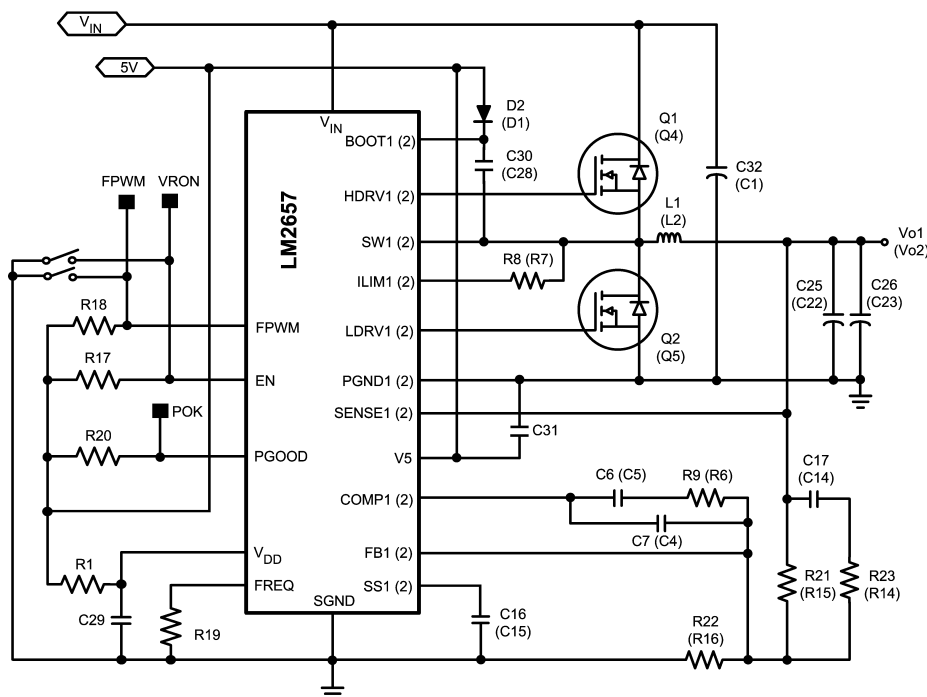 V_IN
5V
V_IN
D2
(D1)
Q1
(Q4)
BOOT1 (2)
C30
(C28)
C32
(C1)
FPWM
VRON
HDRV1 (2)
L1
(L2)
LM2657
SW1 (2)
Vo1
(Vo2)
R8 (R7)
ILIM1 (2)
C25
(C22)
C26
(C23)
R18
FPWM
LDRV1 (2)
Q2
(Q5)
R17
EN
PGND1 (2)
POK
SENSE1 (2)
C31
R20
PGOOD
V5
C6 (C5)
R9 (R6)
C17
(C14)
COMP1 (2)
C7 (C4)
R1
V_DD
FB1 (2)
R21
(R15)
R23
(R14)
FREQ
SS1 (2)
SGND
C29
R19
C16
(C15)
R22
(R16)